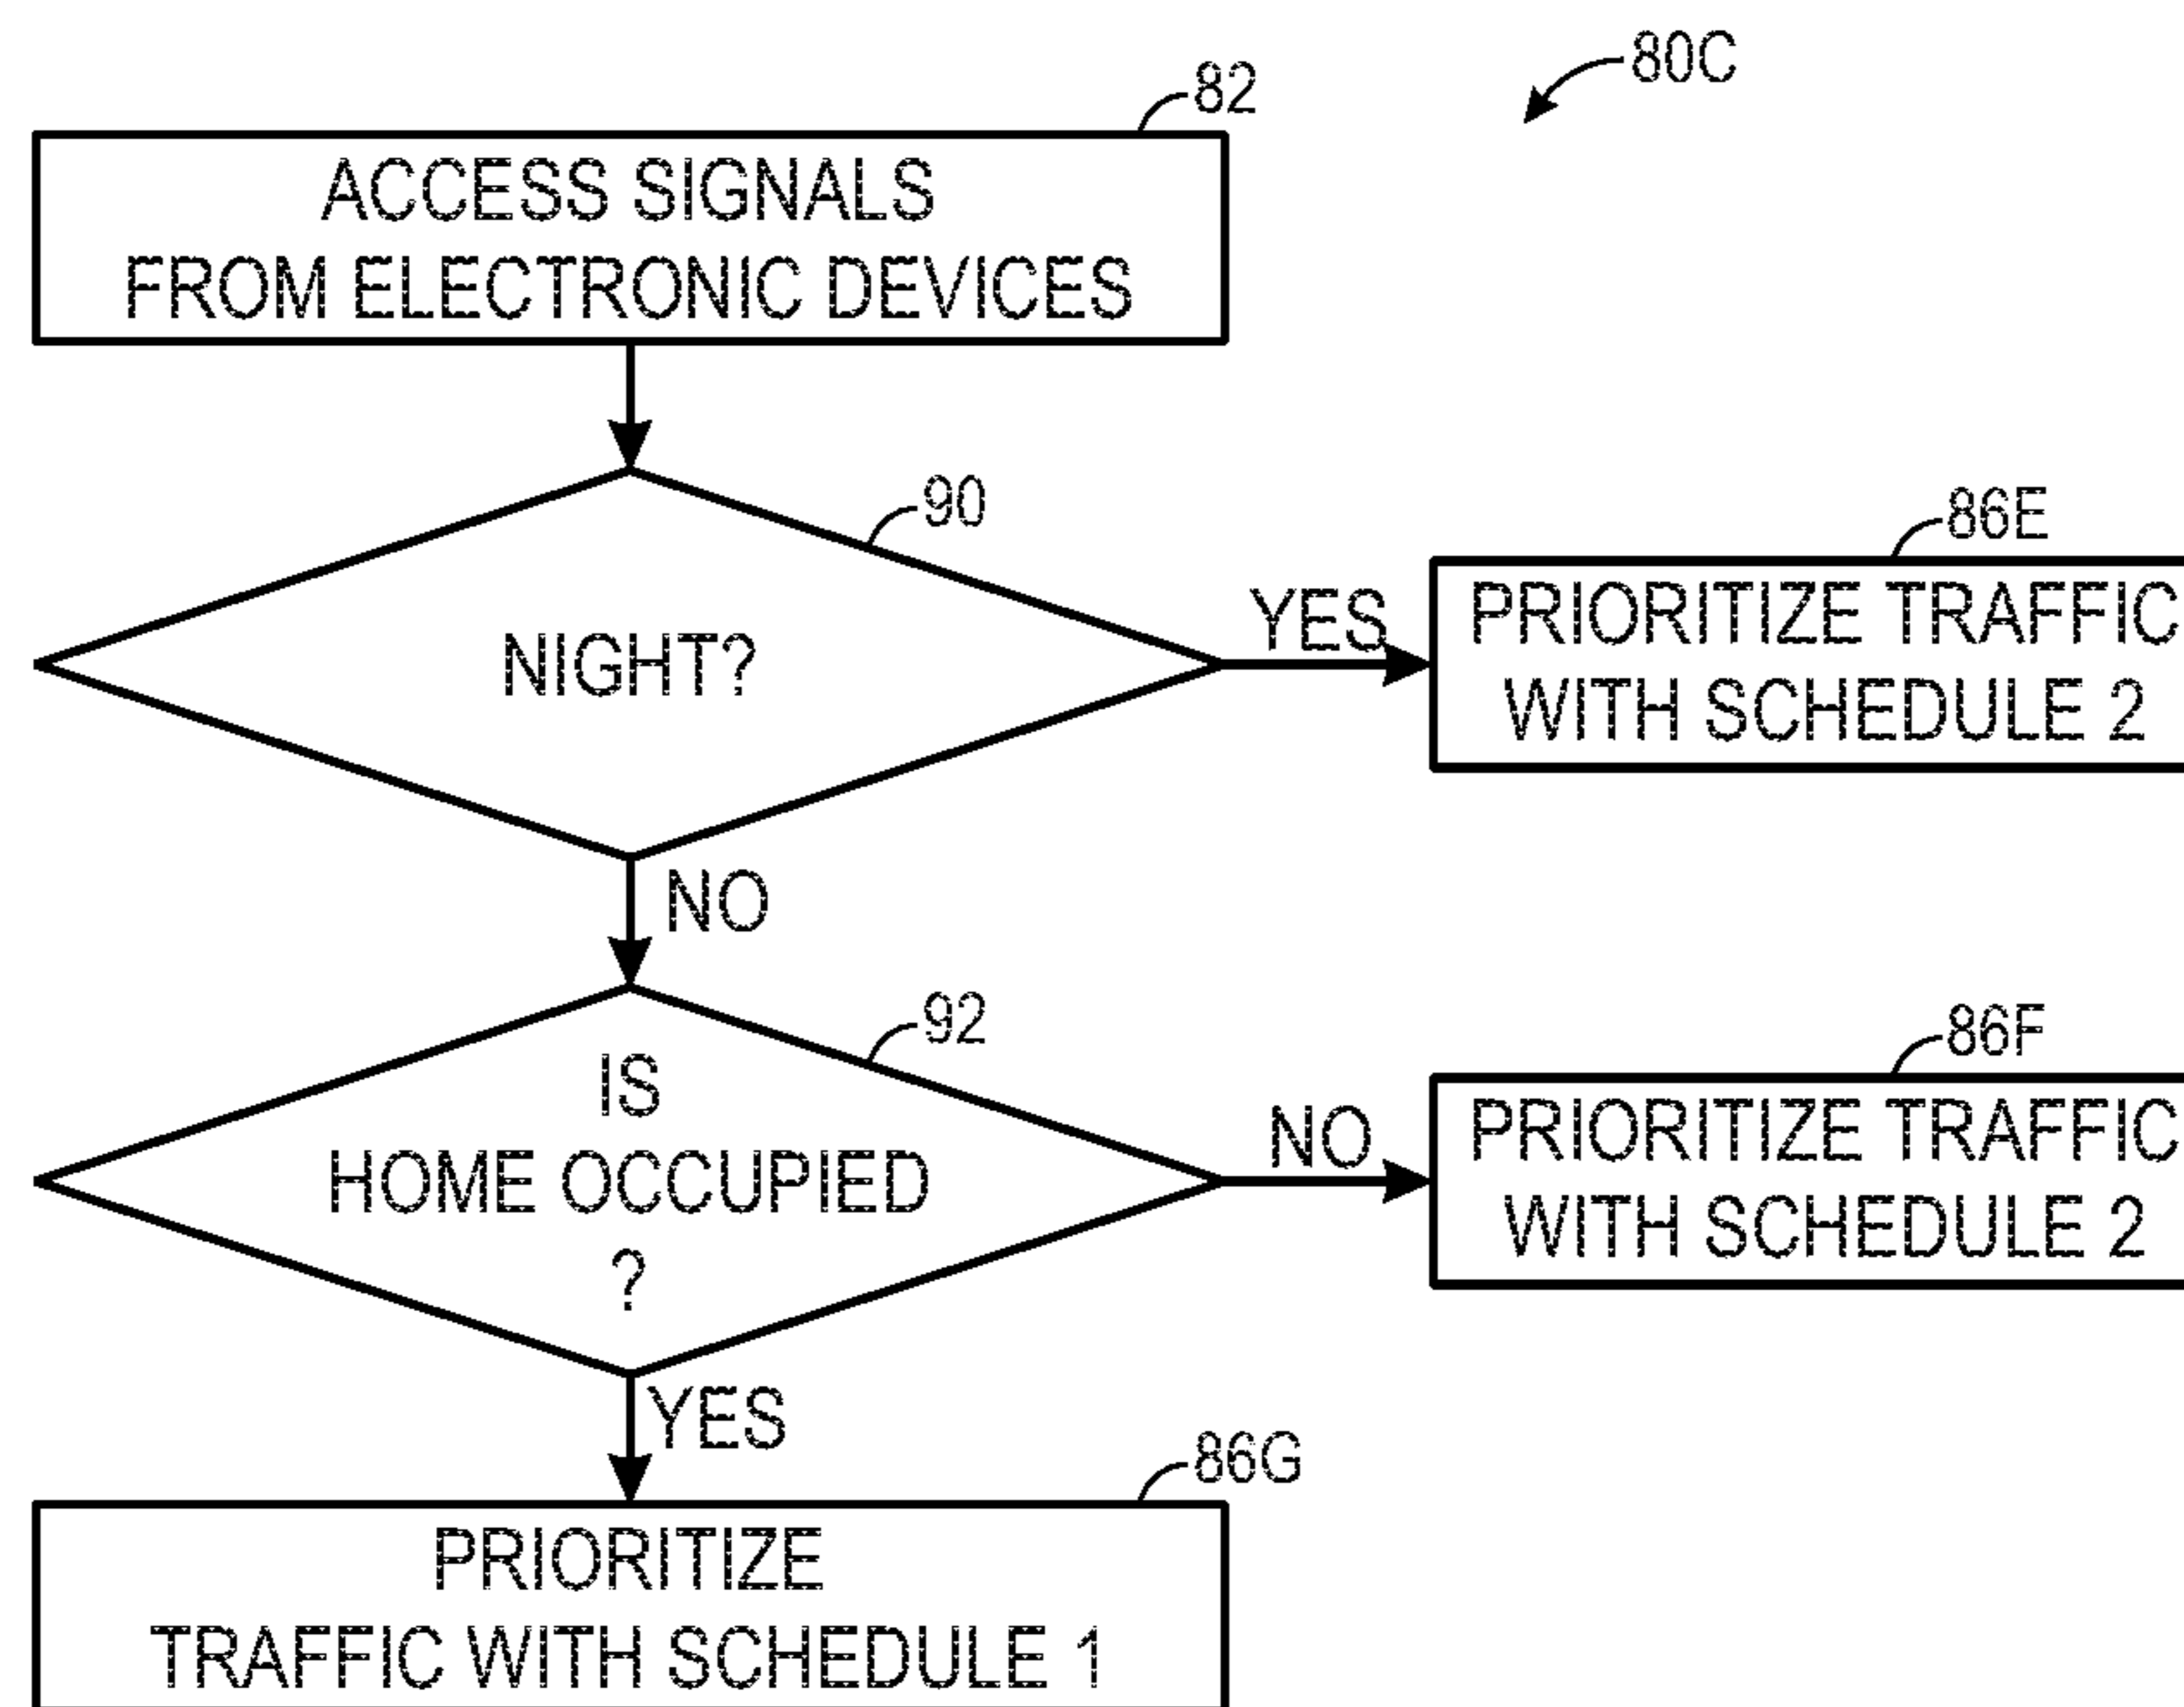 80C
82
ACCESS SIGNALS
FROM ELECTRONIC DEVICES
90
NIGHT?
YES
86E
PRIORITIZE TRAFFIC
WITH SCHEDULE 2
NO
92
IS
HOME OCCUPIED
?
NO
86F
PRIORITIZE TRAFFIC
WITH SCHEDULE 2
YES
86G
PRIORITIZE
TRAFFIC WITH SCHEDULE 1